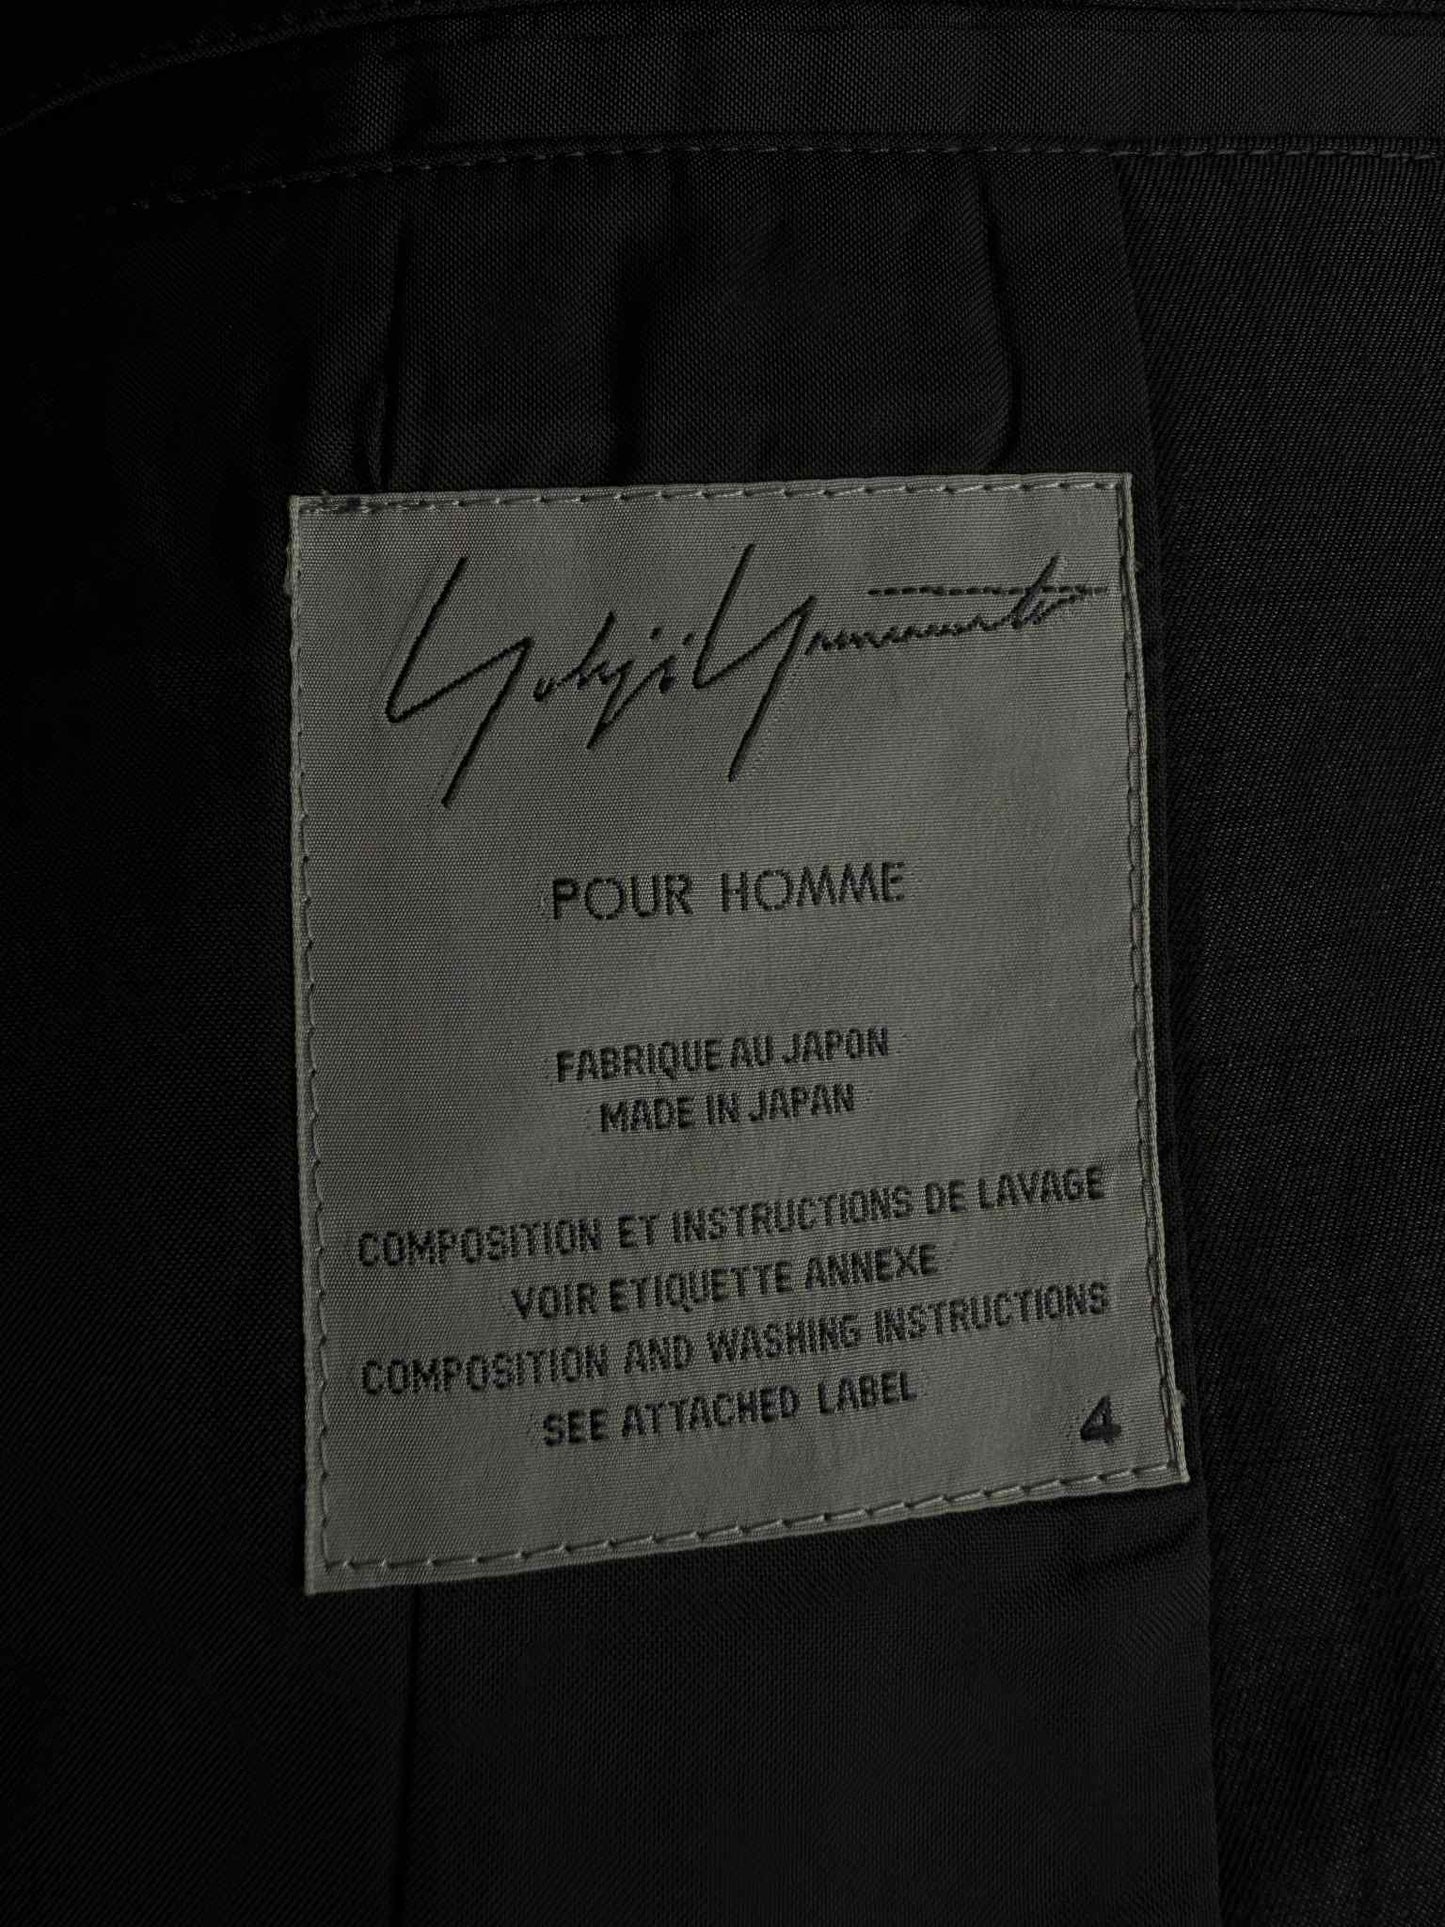 Yohji Yamamoto
POUR HOMME
FABRIQUE AU JAPON
MADE IN JAPAN
COMPOSITION ET INSTRUCTIONS DE LAVAGE
VOIR ETIQUETTE ANNEXE
COMPOSITION AND WASHING INSTRUCTIONS
SEE ATTACHED LABEL
4